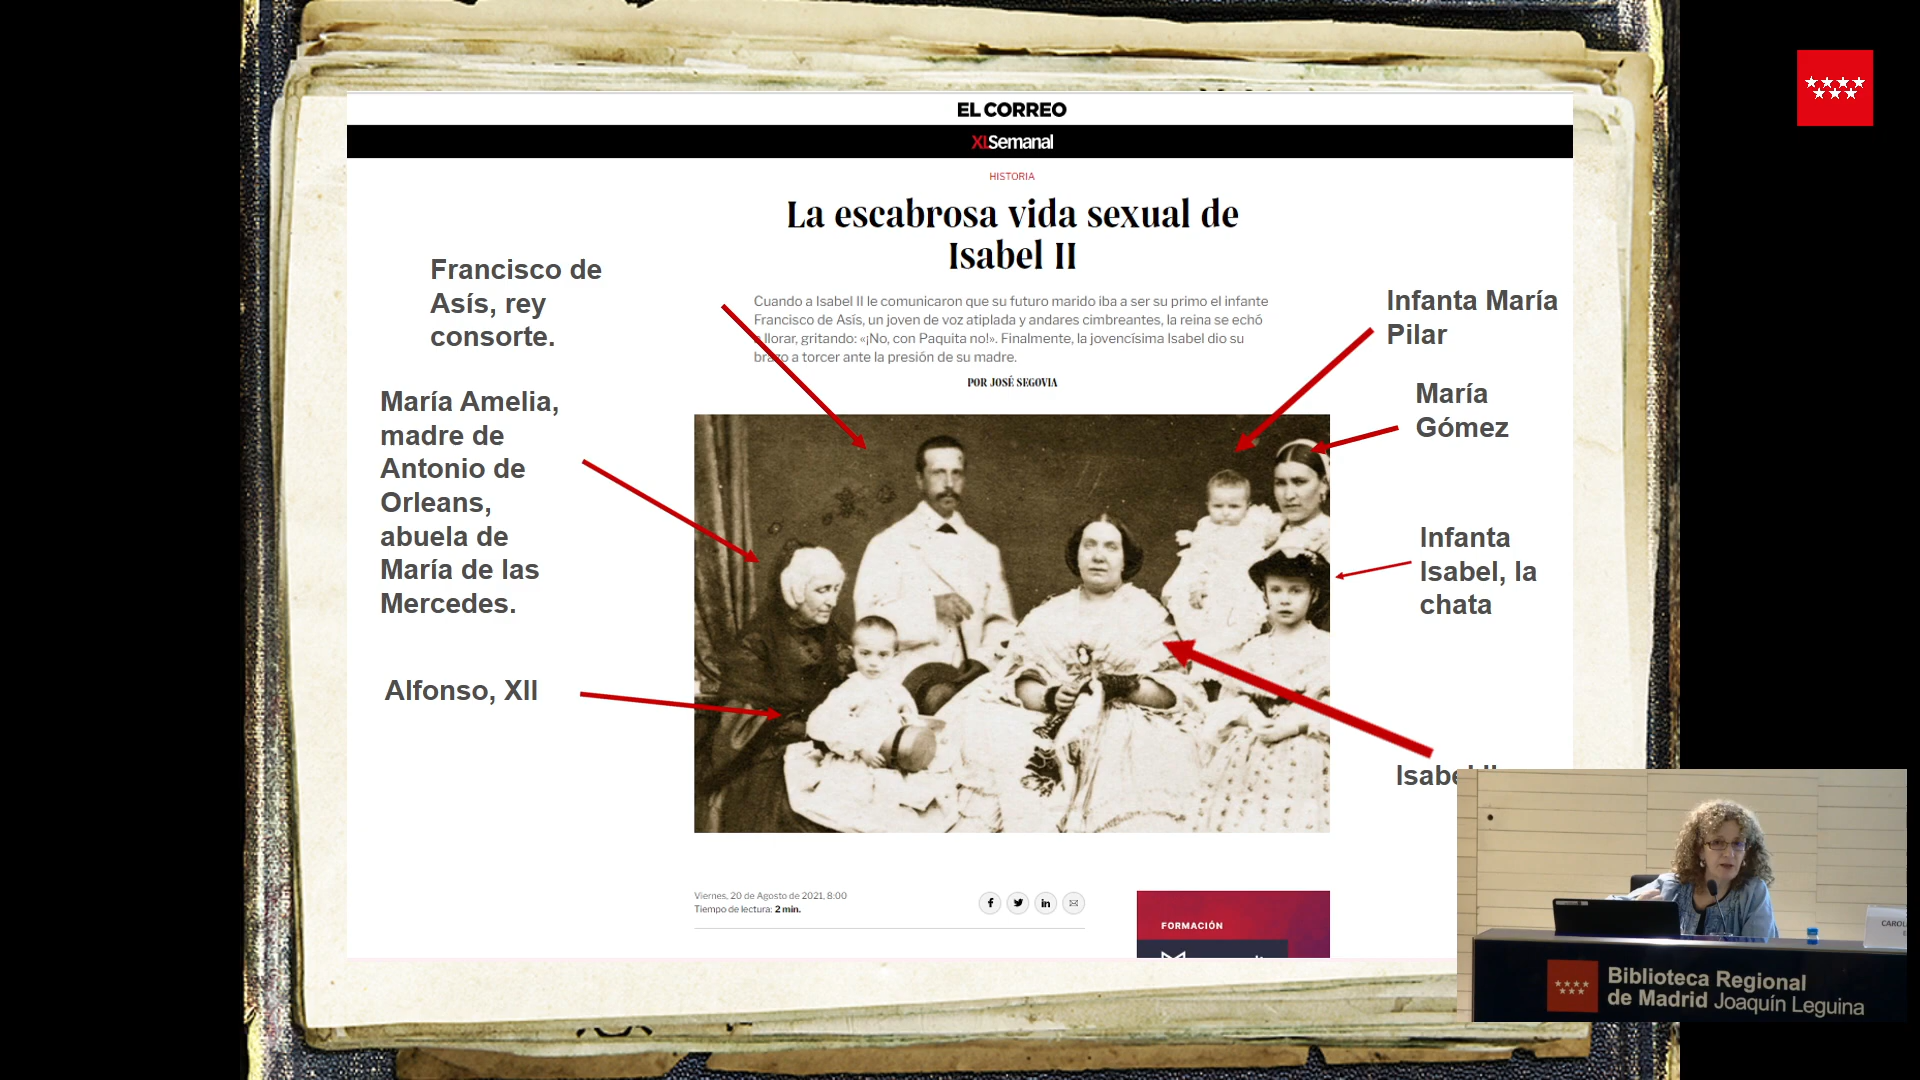 EL CORREO
XLSemanal
HISTORIA
La escabrosa vida sexual de
Isabel II
Cuando a Isabel II le comunicaron que su futuro marido iba a ser su primo el infante
Francisco de Asís, un joven de voz atiplada y andares cimbreantes, la reina se echó
a llorar, gritando: «¡No, con Paquita no!». Finalmente, la jovencísima Isabel dio su
brazo a torcer ante la presión de su madre.
POR JOSÉ SEGOVIA
Francisco de
Asís, rey
consorte.
María Amelia,
madre de
Antonio de
Orleans,
abuela de
María de las
Mercedes.
Alfonso, XII
Infanta María
Pilar
María
Gómez
Infanta
Isabel, la
chata
Isabel II
Viernes, 20 de Agosto de 2021, 8:00
Tiempo de lectura: 2 min.
FORMACIÓN
CAROL
Biblioteca Regional
de Madrid Joaquín Leguina